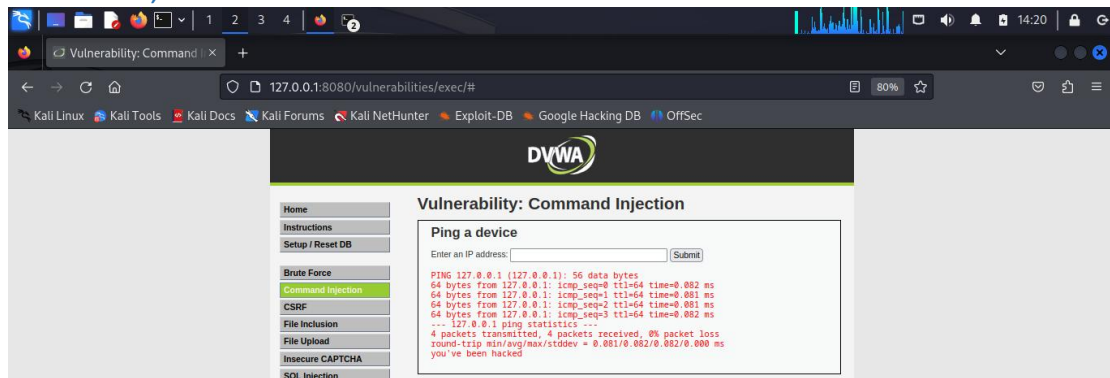 1 2 3 4 2 14:20
Vulnerability: Command I
127.0.0.1:8080/vulnerabilities/exec/# 80%
Kali Linux Kali Tools Kali Docs Kali Forums Kali NetHunter Exploit-DB Google Hacking DB OffSec
DVWA
Vulnerability: Command Injection
Home
Instructions
Setup / Reset DB
Brute Force
Command Injection
CSRF
File Inclusion
File Upload
Insecure CAPTCHA
SQL Injection
Ping a device
Enter an IP address: Submit
PING 127.0.0.1 (127.0.0.1): 56 data bytes
64 bytes from 127.0.0.1: icmp_seq=0 ttl=64 time=0.082 ms
64 bytes from 127.0.0.1: icmp_seq=1 ttl=64 time=0.081 ms
64 bytes from 127.0.0.1: icmp_seq=2 ttl=64 time=0.081 ms
64 bytes from 127.0.0.1: icmp_seq=3 ttl=64 time=0.082 ms
--- 127.0.0.1 ping statistics ---
4 packets transmitted, 4 packets received, 0% packet loss
round-trip min/avg/max/stddev = 0.081/0.082/0.082/0.000 ms
you've been hacked